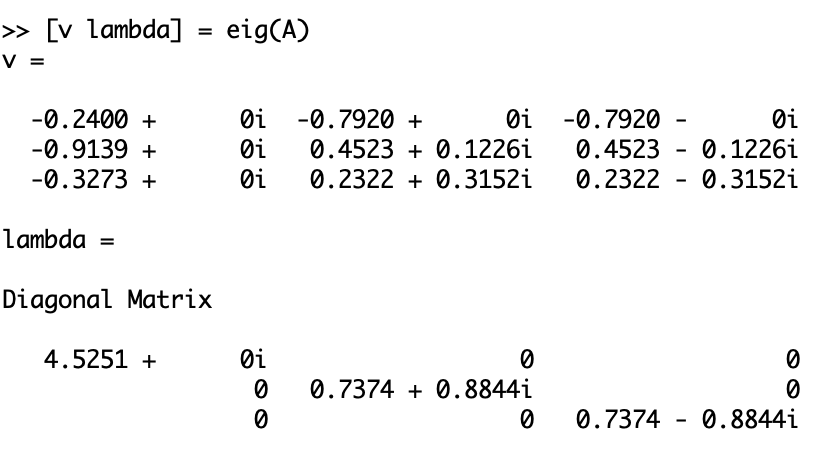 >> [v lambda] = eig(A)
v =
-0.2400 + 0i -0.7920 + 0i -0.7920 - 0i
-0.9139 + 0i 0.4523 + 0.1226i 0.4523 - 0.1226i
-0.3273 + 0i 0.2322 + 0.3152i 0.2322 - 0.3152i
lambda =
Diagonal Matrix
4.5251 + 0i 0 0
0 0.7374 + 0.8844i 0
0 0 0.7374 - 0.8844i